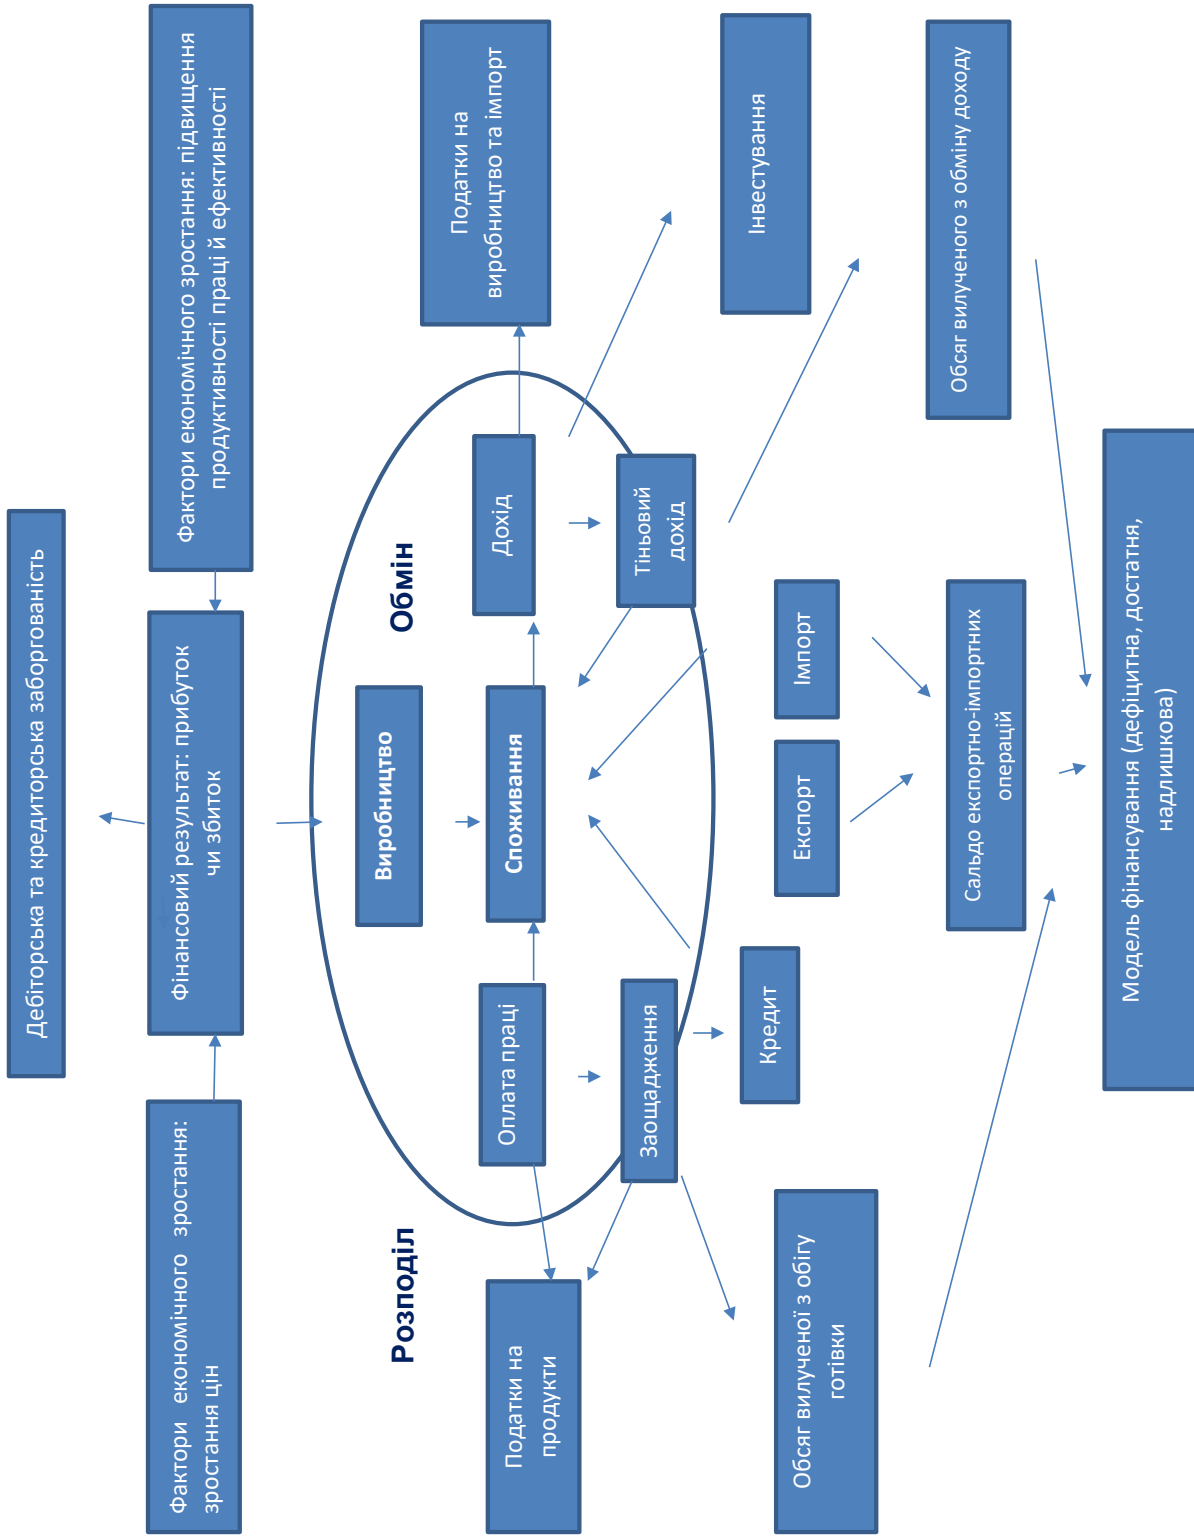 Дебіторська та кредиторська заборгованість
Фактори економічного зростання:
зростання цін
Фінансовий результат: прибуток
чи збиток
Фактори економічного зростання: підвищення
продуктивності праці й ефективності
Розподіл
Обмін
Виробництво
Податки на
продукти
Оплата праці
Споживання
Дохід
Податки на
виробництво та імпорт
Заощадження
Тіньовий
дохід
Кредит
Експорт
Імпорт
Інвестування
Обсяг вилученої з обігу
готівки
Сальдо експортно-імпортних
операцій
Обсяг вилученого з обміну доходу
Модель фінансування (дефіцитна, достатня,
надлишкова)